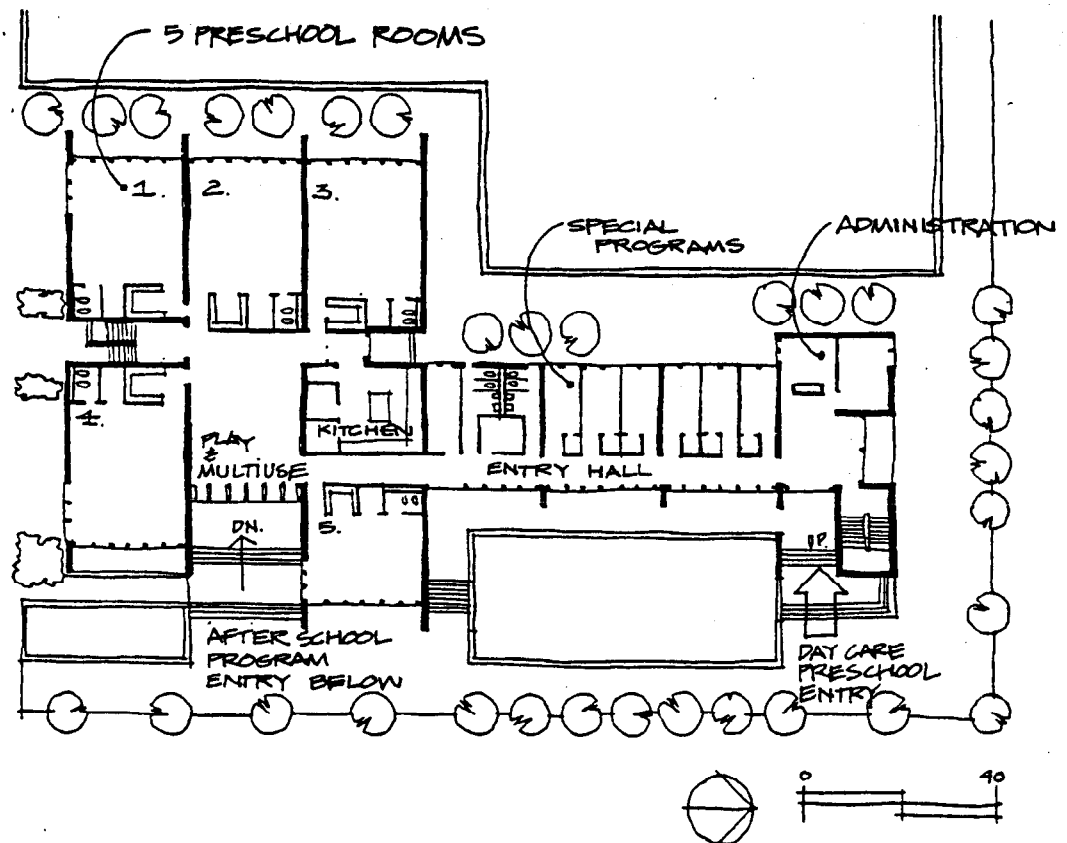 5 PRESCHOOL ROOMS
1.
2.
3.
SPECIAL
PROGRAMS
ADMINISTRATION
4.
KITCHEN
PLAY
&
MULTIUSE
ENTRY HALL
5.
DN.
UP.
AFTER SCHOOL
PROGRAM
ENTRY BELOW
DAY CARE
PRESCHOOL
ENTRY
0
40